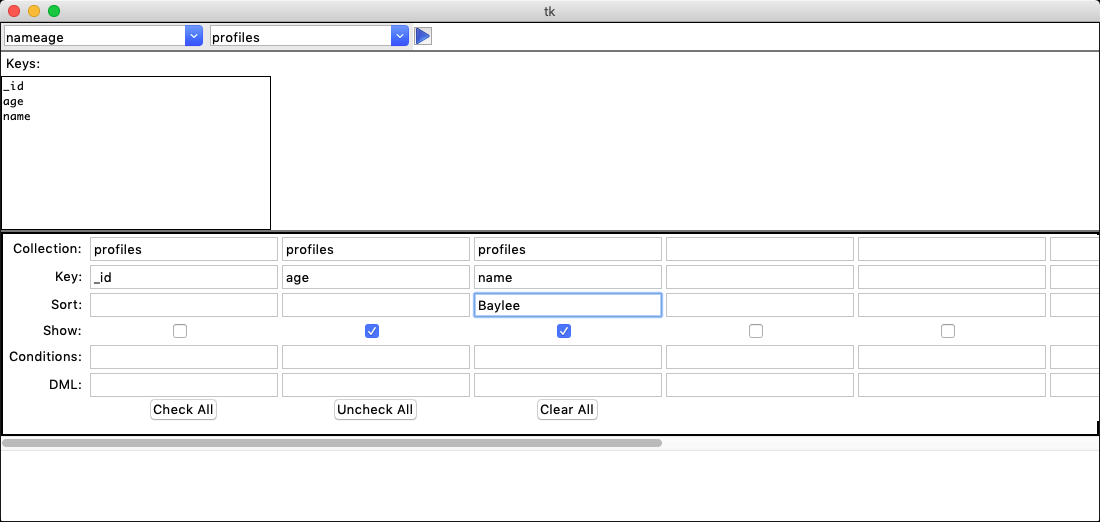 tk
nameage profiles
Keys:
_id
age
name
Collection: profiles profiles profiles
Key: _id age name
Sort: Baylee
Show:
Conditions:
DML:
Check All Uncheck All Clear All